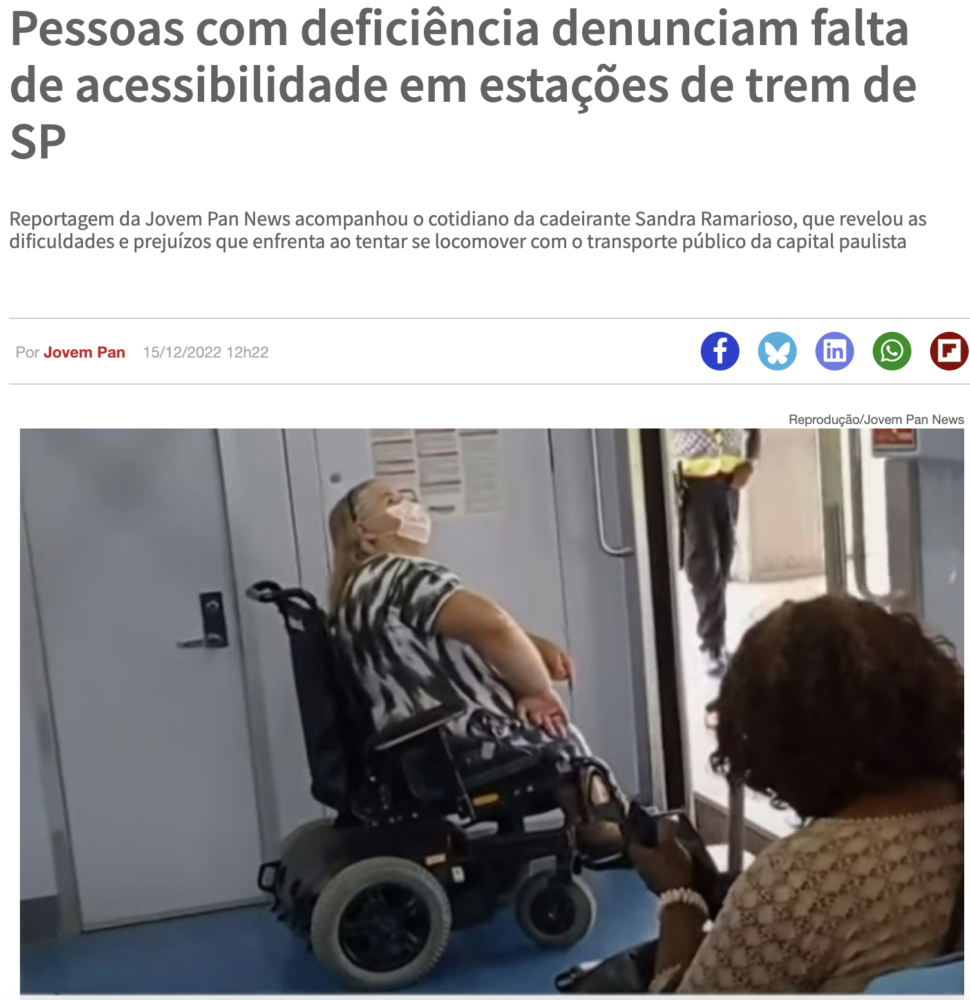 Pessoas com deficiência denunciam falta
de acessibilidade em estações de trem de
SP
Reportagem da Jovem Pan News acompanhou o cotidiano da cadeirante Sandra Ramarioso, que revelou as
dificuldades e prejuízos que enfrenta ao tentar se locomover com o transporte público da capital paulista
Por Jovem Pan 15/12/2022 12h22
Reprodução/Jovem Pan News